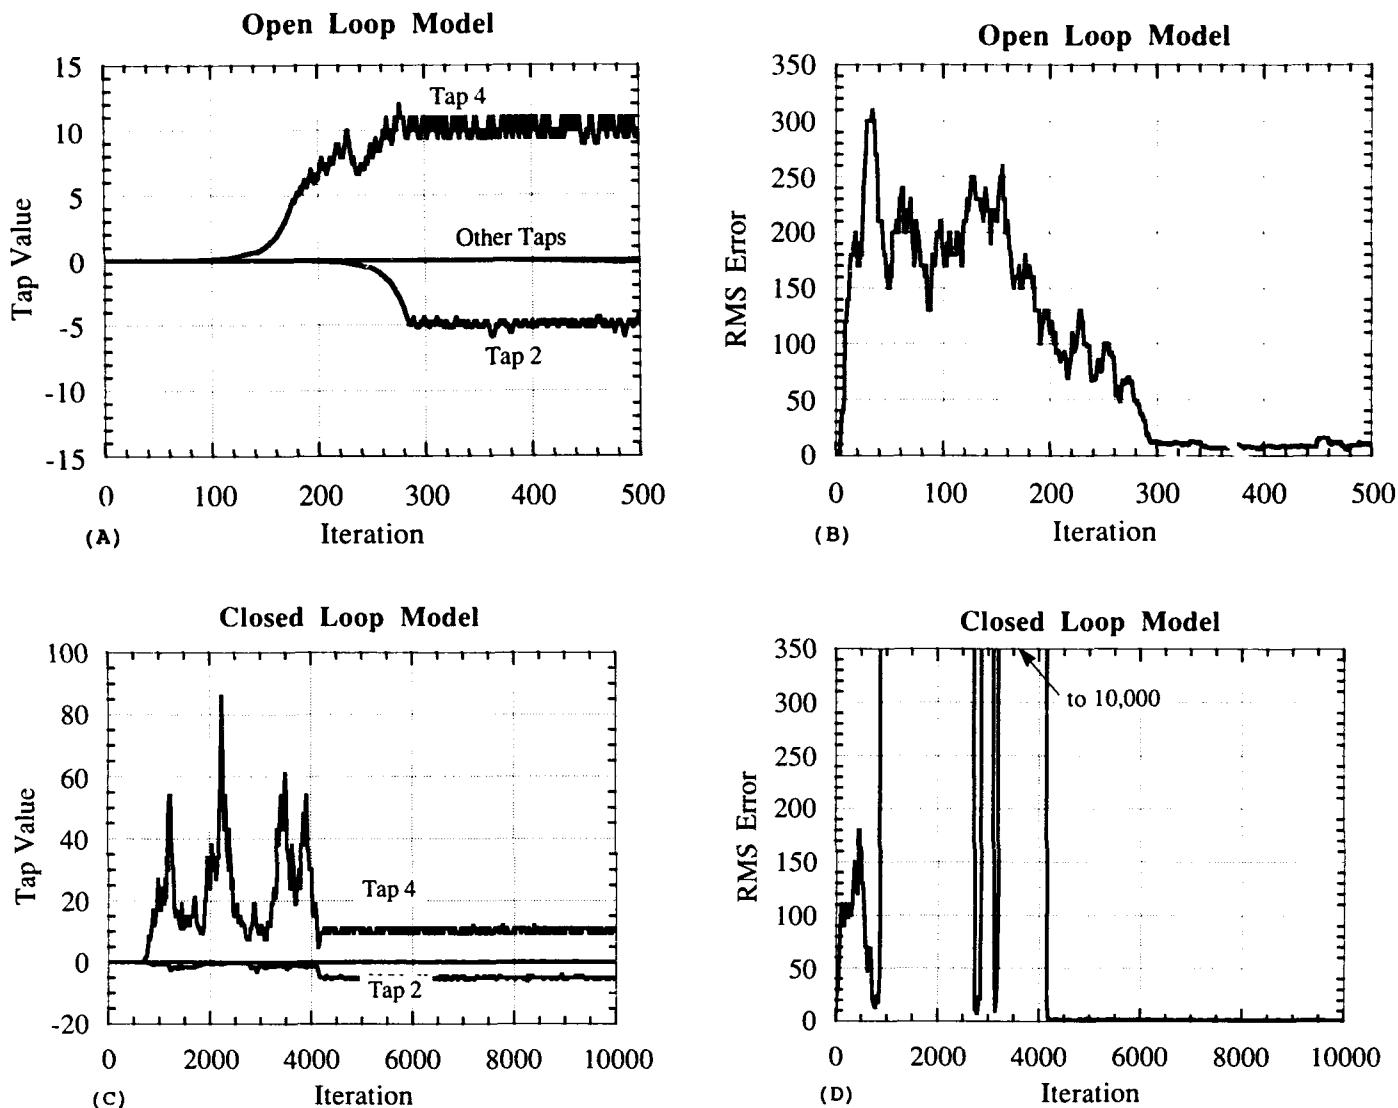 Open Loop Model
15
10
5
0
-5
-10
-15
Tap Value
Tap 4
Other Taps
Tap 2
0 100 200 300 400 500
Iteration
(A)
Open Loop Model
350
300
250
200
150
100
50
0
RMS Error
0 100 200 300 400 500
Iteration
(B)
Closed Loop Model
100
80
60
40
20
0
-20
Tap Value
Tap 4
Tap 2
0 2000 4000 6000 8000 10000
Iteration
(C)
Closed Loop Model
350
300
250
200
150
100
50
0
RMS Error
to 10,000
0 2000 4000 6000 8000 10000
Iteration
(D)